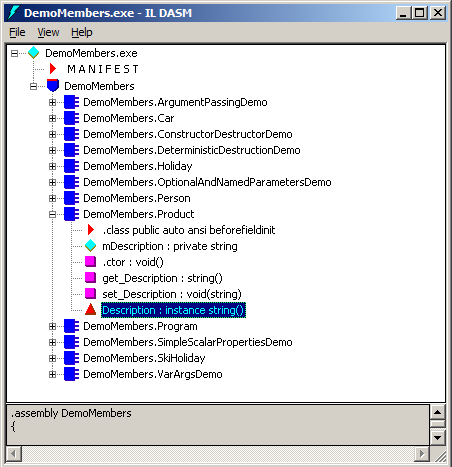 DemoMembers.exe - IL DASM
File View Help
DemoMembers.exe
M A N I F E S T
DemoMembers
DemoMembers.ArgumentPassingDemo
DemoMembers.Car
DemoMembers.ConstructorDestructorDemo
DemoMembers.DeterministicDestructionDemo
DemoMembers.Holiday
DemoMembers.OptionalAndNamedParametersDemo
DemoMembers.Person
DemoMembers.Product
.class public auto ansi beforefieldinit
mDescription : private string
.ctor : void()
get_Description : string()
set_Description : void(string)
Description : instance string()
DemoMembers.Program
DemoMembers.SimpleScalarPropertiesDemo
DemoMembers.SkiHoliday
DemoMembers.VarArgsDemo
.assembly DemoMembers
{